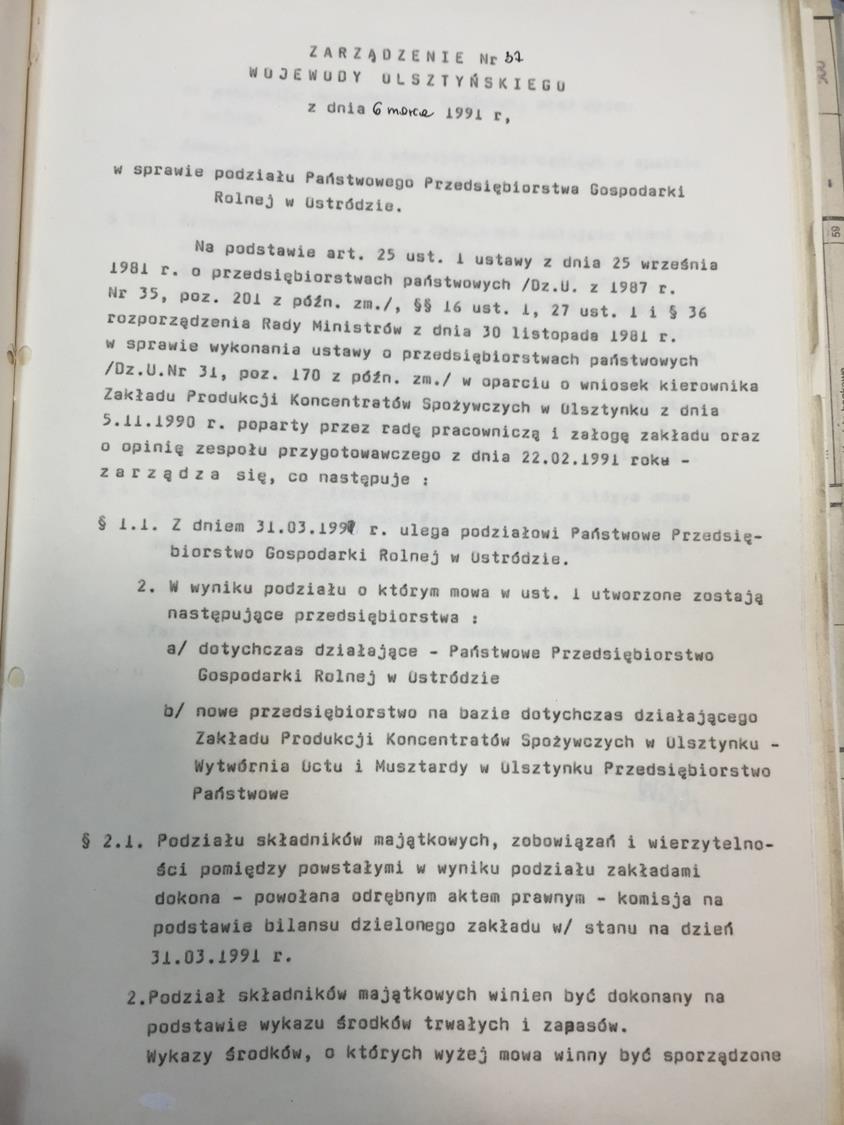 ZARZĄDZENIE Nr 37
WOJEWODY OLSZTYŃSKIEGO
z dnia 6 marca 1991 r,
w sprawie podziału Państwowego Przedsiębiorstwa Gospodarki
Rolnej w Ostródzie.
Na podstawie art. 25 ust. 1 ustawy z dnia 25 września
1981 r. o przedsiębiorstwach państwowych /Dz.U. z 1987 r.
Nr 35, poz. 201 z późn. zm./, §§ 16 ust. 1, 27 ust. 1 i § 36
rozporządzenia Rady Ministrów z dnia 30 listopada 1981 r.
w sprawie wykonania ustawy o przedsiębiorstwach państwowych
/Dz.U.Nr 31, poz. 170 z późn. zm./ w oparciu o wniosek kierownika
Zakładu Produkcji Koncentratów Spożywczych w Olsztynku z dnia
5.11.1990 r. poparty przez radę pracowniczą i załogę zakładu oraz
o opinię zespołu przygotowawczego z dnia 22.02.1991 roku -
zarządza się, co następuje :
§ 1.1. Z dniem 31.03.1991 r. ulega podziałowi Państwowe Przedsię-
biorstwo Gospodarki Rolnej w Ostródzie.
2. W wyniku podziału o którym mowa w ust. 1 utworzone zostają
następujące przedsiębiorstwa :
a/ dotychczas działające - Państwowe Przedsiębiorstwo
Gospodarki Rolnej w Ostródzie
b/ nowe przedsiębiorstwo na bazie dotychczas działającego
Zakładu Produkcji Koncentratów Spożywczych w Olsztynku -
Wytwórnia Octu i Musztardy w Olsztynku Przedsiębiorstwo
Państwowe
§ 2.1. Podziału składników majątkowych, zobowiązań i wierzytelno-
ści pomiędzy powstałymi w wyniku podziału zakładami
dokona - powołana odrębnym aktem prawnym - komisja na
podstawie bilansu dzielonego zakładu w/ stanu na dzień
31.03.1991 r.
2.Podział składników majątkowych winien być dokonany na
podstawie wykazu środków trwałych i zapasów.
Wykazy środków, o których wyżej mowa winny być sporządzone
59